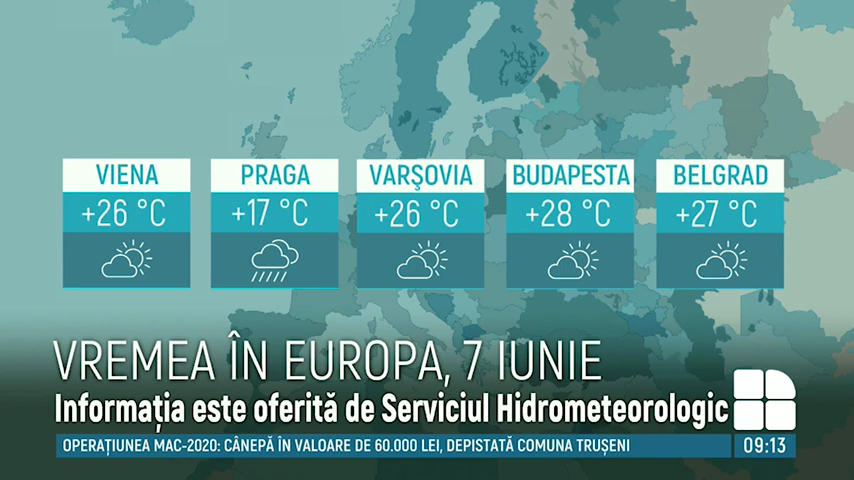 VIENA PRAGA VARŞOVIA BUDAPESTA BELGRAD
+26 °C +17 °C +26 °C +28 °C +27 °C
VREMEA ÎN EUROPA, 7 IUNIE
Informația este oferită de Serviciul Hidrometeorologic
OPERAȚIUNEA MAC-2020: CÂNEPĂ ÎN VALOARE DE 60.000 LEI, DEPISTATĂ COMUNA TRUȘENI 09:13